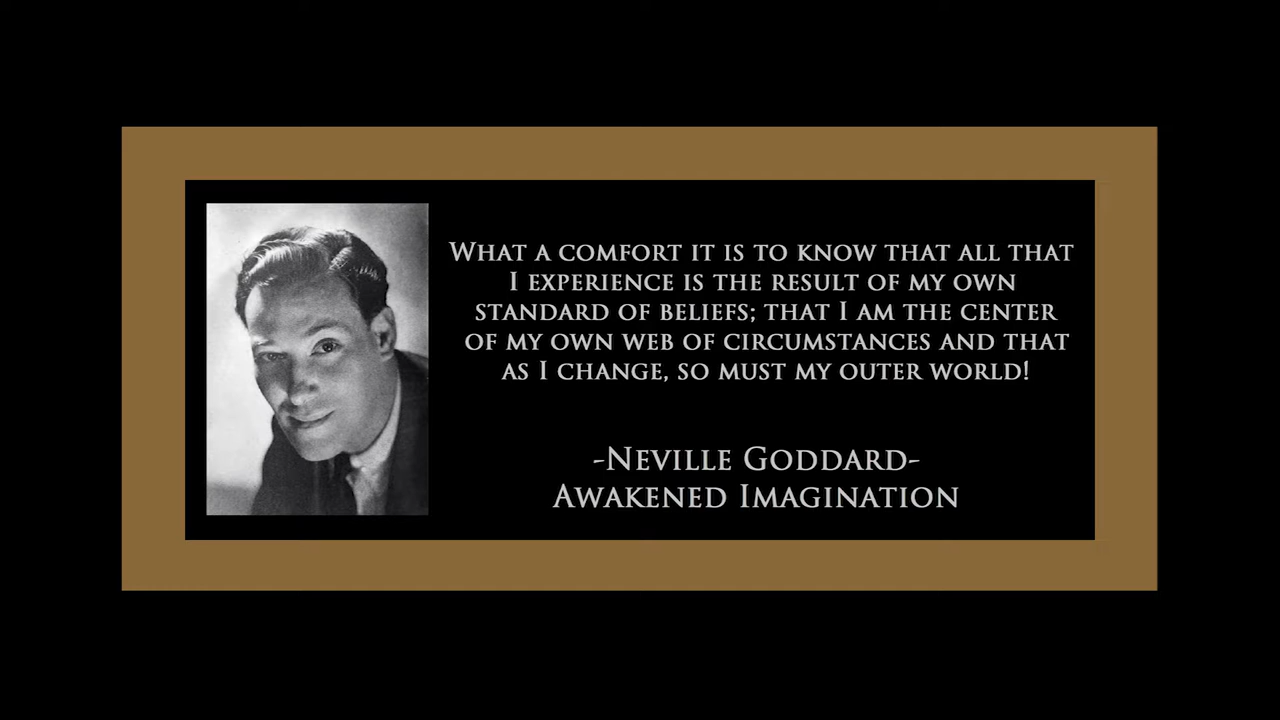 What a comfort it is to know that all that
I experience is the result of my own
standard of beliefs; that I am the center
of my own web of circumstances and that
as I change, so must my outer world!
-Neville Goddard-
Awakened Imagination